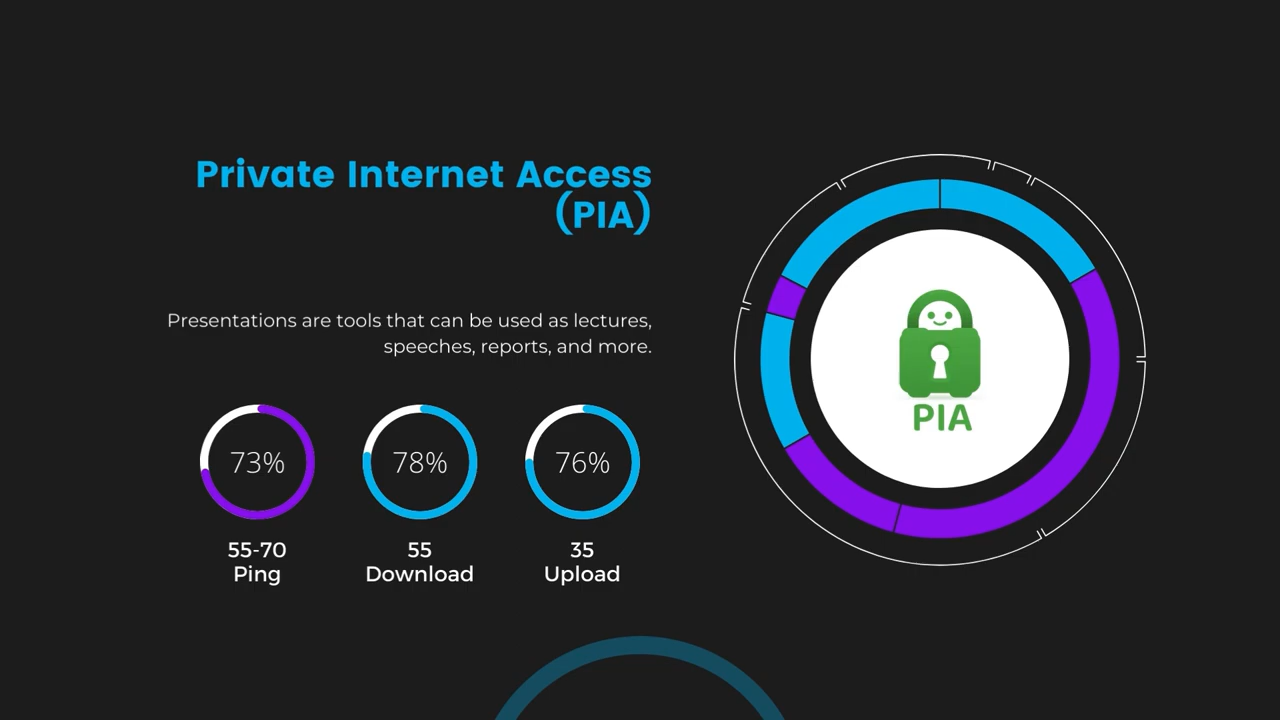 Private Internet Access
(PIA)
Presentations are tools that can be used as lectures,
speeches, reports, and more.
73%
78%
76%
55-70
Ping
55
Download
35
Upload
PIA